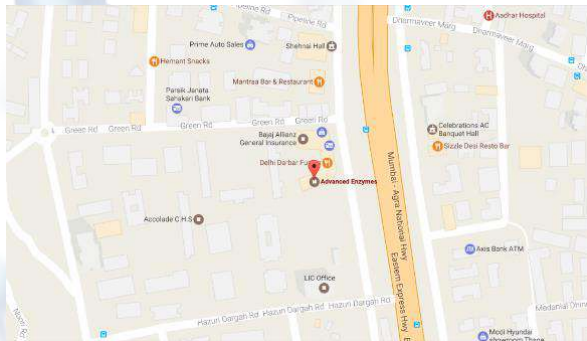 Pipeline Rd
Pipeline Rd
Dharmaveer Marg
Aadhar Hospital
Dharmaveer Marg
Prime Auto Sales
Shehnai Hall
Hemant Snacks
Mantraa Bar & Restaurant
Parsik Janata
Sahakari Bank
Green Rd
Green Rd
Green Rd
Bajaj Allianz
General Insurance
Celebrations AC
Banquet Hall
Sizzle Desi Resto Bar
Delhi Darbar
Advanced Enzymes
Mumbai - Agra National Hwy
Eastern Express Hwy
Azcolade C.H.S
Axis Bank ATM
LIC Office
Hazuri Dargah Rd
Hazuri Dargah Rd
Hazuri Dargah Rd
Modi Hyundai
showroom Thane